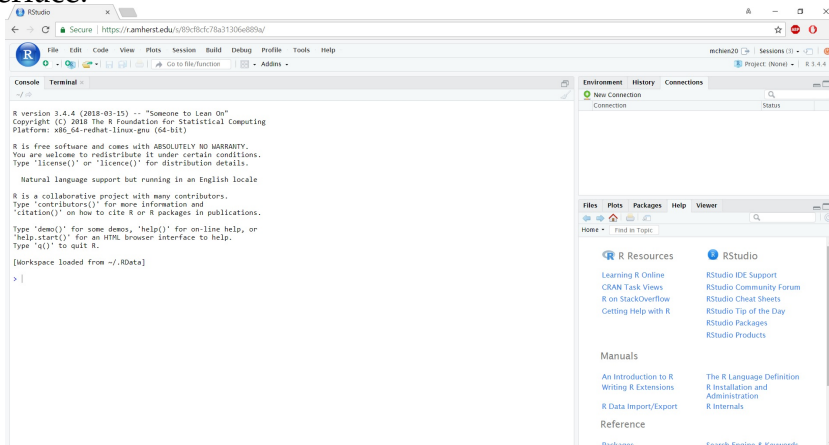 erface.
RStudio
Secure | https://r.amherst.edu/s/89cf8cfc78a31306e889a/
File Edit Code View Plots Session Build Debug Profile Tools Help
mchien20 Sessions (3)
Go to file/function Addins
Project: (None) R 3.4.4
Console Terminal
~/
R version 3.4.4 (2018-03-15) -- "Someone to Lean On"
Copyright (C) 2018 The R Foundation for Statistical Computing
Platform: x86_64-redhat-linux-gnu (64-bit)
R is free software and comes with ABSOLUTELY NO WARRANTY.
You are welcome to redistribute it under certain conditions.
Type 'license()' or 'licence()' for distribution details.
Natural language support but running in an English locale
R is a collaborative project with many contributors.
Type 'contributors()' for more information and
'citation()' on how to cite R or R packages in publications.
Type 'demo()' for some demos, 'help()' for on-line help, or
'help.start()' for an HTML browser interface to help.
Type 'q()' to quit R.
[Workspace loaded from ~/.RData]
>
Environment History Connections
New Connection
Connection Status
Files Plots Packages Help Viewer
Home Find in Topic
R Resources
Learning R Online
CRAN Task Views
R on StackOverflow
Getting Help with R
RStudio
RStudio IDE Support
RStudio Community Forum
RStudio Cheat Sheets
RStudio Tip of the Day
RStudio Packages
RStudio Products
Manuals
An Introduction to R
Writing R Extensions
R Data Import/Export
The R Language Definition
R Installation and
Administration
R Internals
Reference
Packages
Search Engine & Keywords